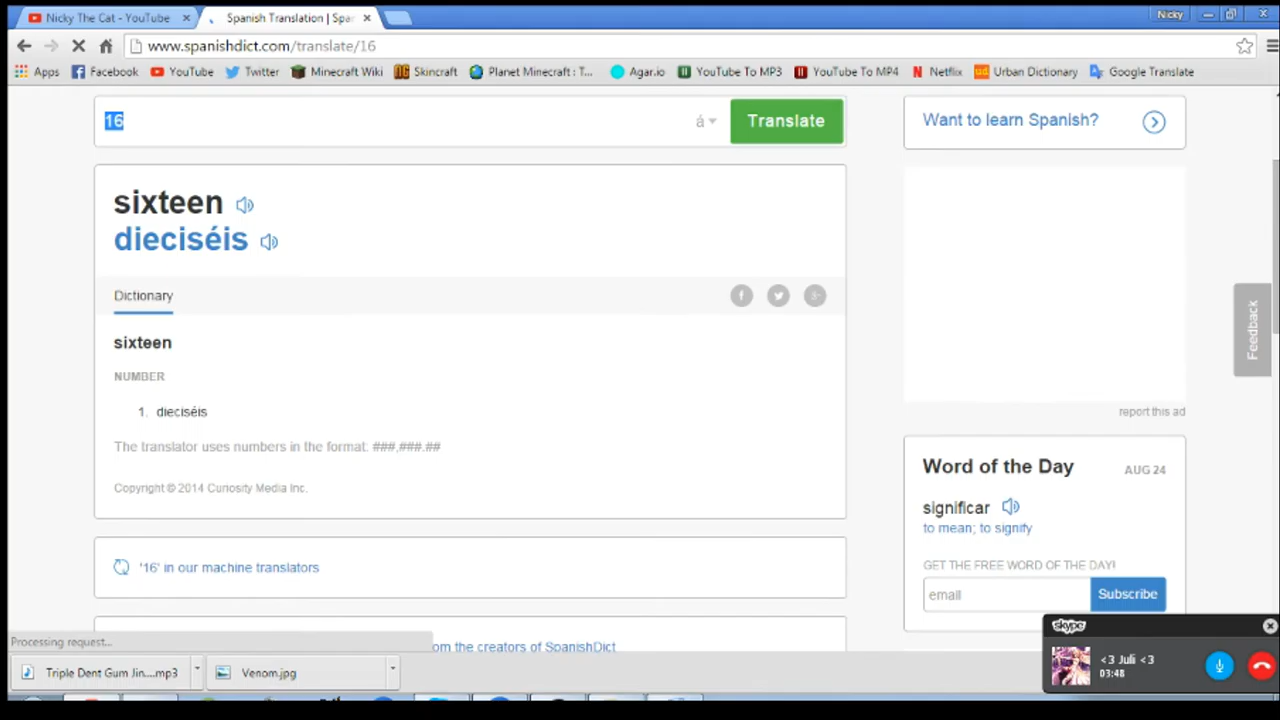 Nicky The Cat - YouTube
Spanish Translation | Spa
Nicky
www.spanishdict.com/translate/16
Apps Facebook YouTube Twitter Minecraft Wiki Skincraft Planet Minecraft : T... Agar.io YouTube To MP3 YouTube To MP4 Netflix Urban Dictionary Google Translate
16
á
Translate
Want to learn Spanish?
sixteen
dieciséis
Dictionary
sixteen
NUMBER
1. dieciséis
The translator uses numbers in the format: ###,###.##
Copyright © 2014 Curiosity Media Inc.
report this ad
Feedback
Word of the Day AUG 24
significar
to mean; to signify
GET THE FREE WORD OF THE DAY!
email
Subscribe
'16' in our machine translators
om the creators of SpanishDict
Processing request...
Triple Dent Gum Jin....mp3
Venom.jpg
skype
<3 Juli <3
03:48